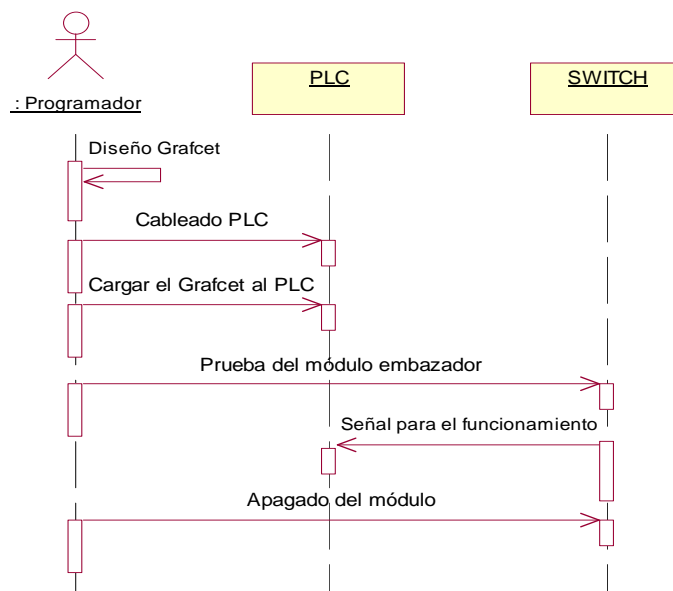 PLC
SWITCH
: Programador
Diseño Grafcet
Cableado PLC
Cargar el Grafcet al PLC
Prueba del módulo embazador
Señal para el funcionamiento
Apagado del módulo